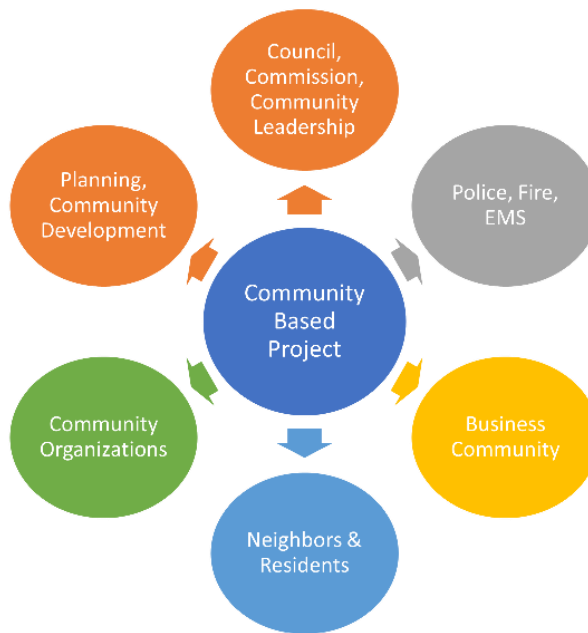 Council,
Commission,
Community
Leadership
Planning,
Community
Development
Police, Fire,
EMS
Community
Based
Project
Community
Organizations
Business
Community
Neighbors &
Residents